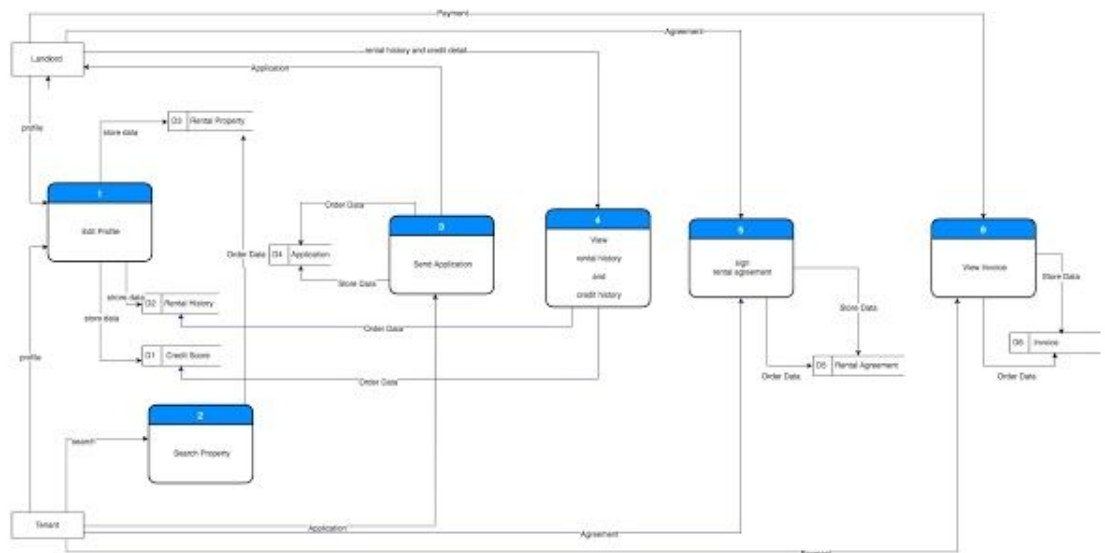 Payment
Agreement
Landlord
rental history and credit detail
Application
profile
store data
D3 Rental Property
1
Edit Profile
Order Data
3
Send Application
4
View
rental history
and
credit history
5
sign
rental agreement
6
View Invoice
Order Data
D4 Application
Store Data
Store Data
Store Data
store data
D2 Rental History
store data
Order Data
D6 Invoice
profile
D1 Credit Score
Order Data
D5 Rental Agreement
Order Data
Order Data
2
Search Property
search
Tenant
Application
Agreement